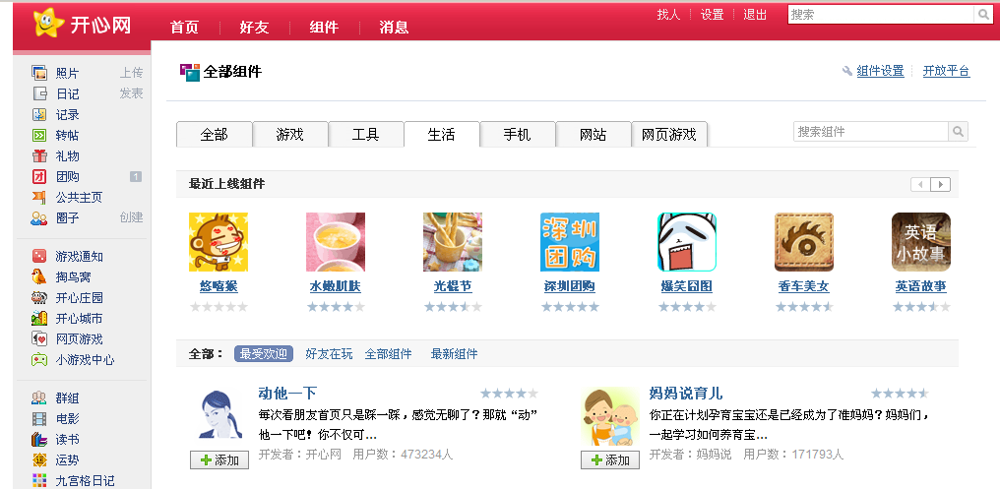 开心网
首页 好友 组件 消息
找人 设置 退出 搜索
照片 上传
日记 发表
记录
转帖
礼物
团购 1
公共主页
圈子 创建
游戏通知
掏鸟窝
开心庄园
开心城市
网页游戏
小游戏中心
群组
电影
读书
运势
九宫格日记
全部组件
组件设置 开放平台
全部 游戏 工具 生活 手机 网站 网页游戏
搜索组件
最近上线组件
深圳
团购
英语
小故事
悠嘻猴 水嫩肌肤 光棍节 深圳团购 爆笑囧图 香车美女 英语故事
全部： 最受欢迎 好友在玩 全部组件 最新组件
动他一下
每次看朋友首页只是踩一踩，感觉无聊了？那就“动”
他一下吧！你不仅可...
添加
开发者：开心网 用户数：473234人
妈妈说育儿
你正在计划孕育宝宝还是已经成为了准妈妈？妈妈们，
一起学习如何养育宝...
添加
开发者：妈妈说 用户数：171793人